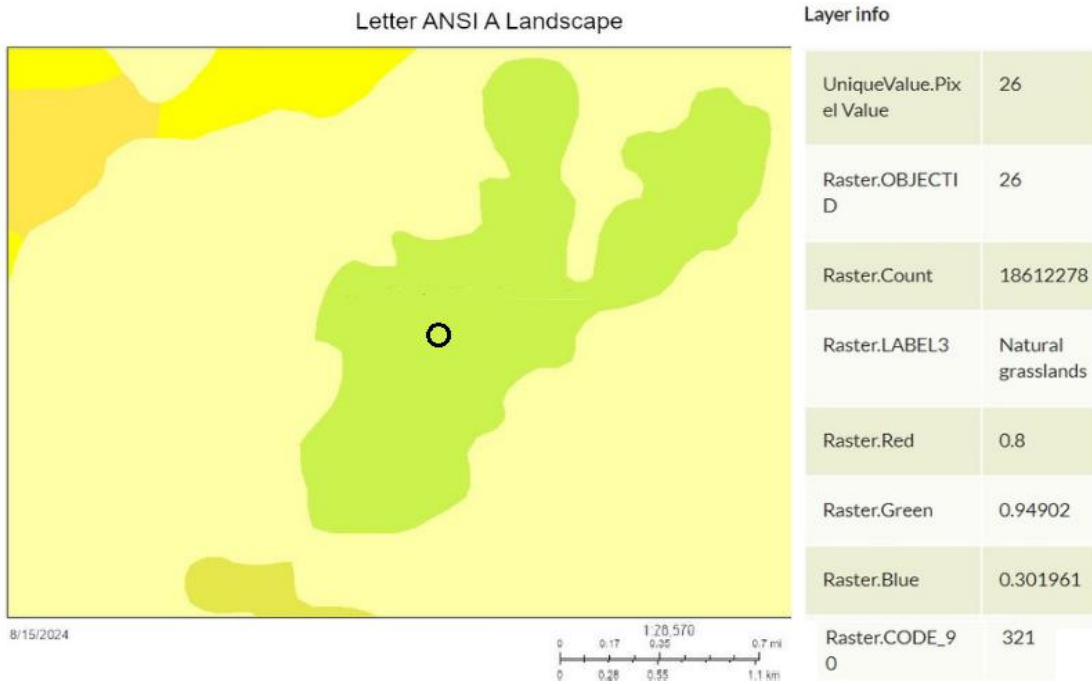 Letter ANSI A Landscape
Layer info
UniqueValue.Pix
el Value
26
Raster.OBJECTI
D
26
Raster.Count
18612278
Raster.LABEL3
Natural
grasslands
Raster.Red
0.8
Raster.Green
0.94902
Raster.Blue
0.301961
Raster.CODE_9
0
321
8/15/2024
1:28,570
0 0.17 0.35 0.7 mi
0 0.28 0.55 1.1 km